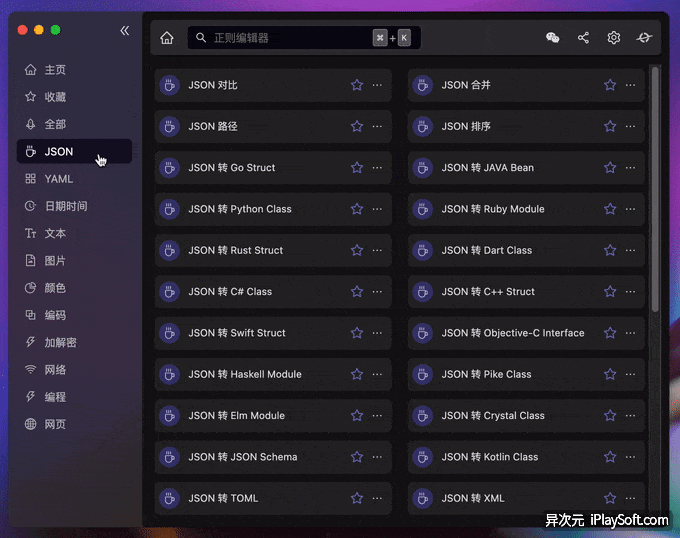 正则编辑器 ⌘ + K
主页
收藏
全部
JSON
YAML
日期时间
文本
图片
颜色
编码
加解密
网络
编程
网页
JSON 对比
JSON 合并
JSON 路径
JSON 排序
JSON 转 Go Struct
JSON 转 JAVA Bean
JSON 转 Python Class
JSON 转 Ruby Module
JSON 转 Rust Struct
JSON 转 Dart Class
JSON 转 C# Class
JSON 转 C++ Struct
JSON 转 Swift Struct
JSON 转 Objective-C Interface
JSON 转 Haskell Module
JSON 转 Pike Class
JSON 转 Elm Module
JSON 转 Crystal Class
JSON 转 JSON Schema
JSON 转 Kotlin Class
JSON 转 TOML
JSON 转 XML
异次元 iPlaySoft.com